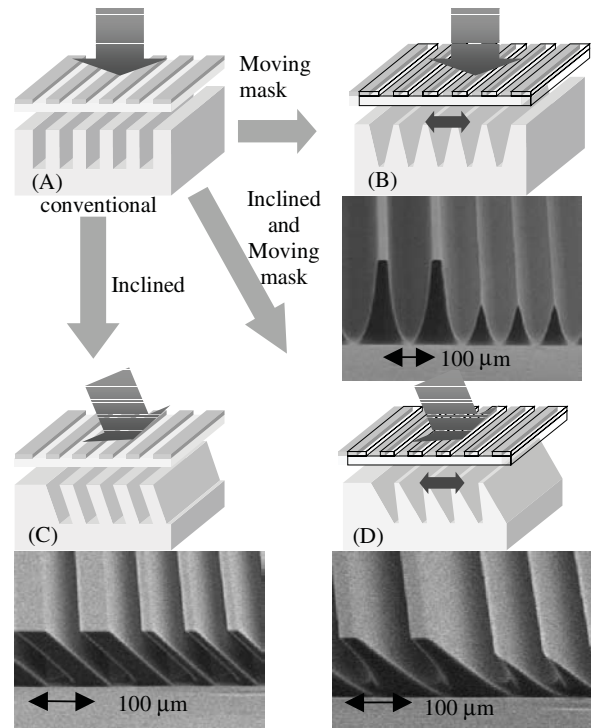 Moving
mask
(A)
conventional
(B)
Inclined
and
Moving
mask
Inclined
100 μm
(C)
(D)
100 μm
100 μm